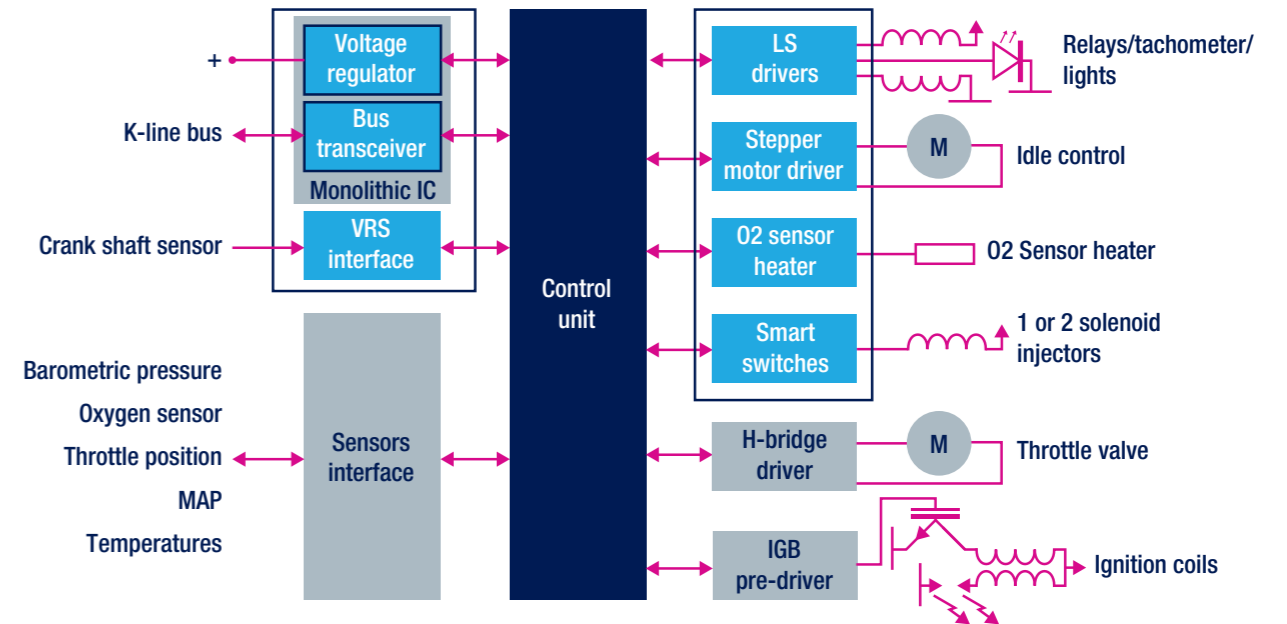 +
Voltage
regulator
K-line bus
Bus
transceiver
Monolithic IC
Crank shaft sensor
VRS
interface
Barometric pressure
Oxygen sensor
Throttle position
MAP
Temperatures
Sensors
interface
Control
unit
LS
drivers
Relays/tachometer/
lights
Stepper
motor driver
M
Idle control
O2 sensor
heater
O2 Sensor heater
Smart
switches
1 or 2 solenoid
injectors
H-bridge
driver
M
Throttle valve
IGB
pre-driver
Ignition coils